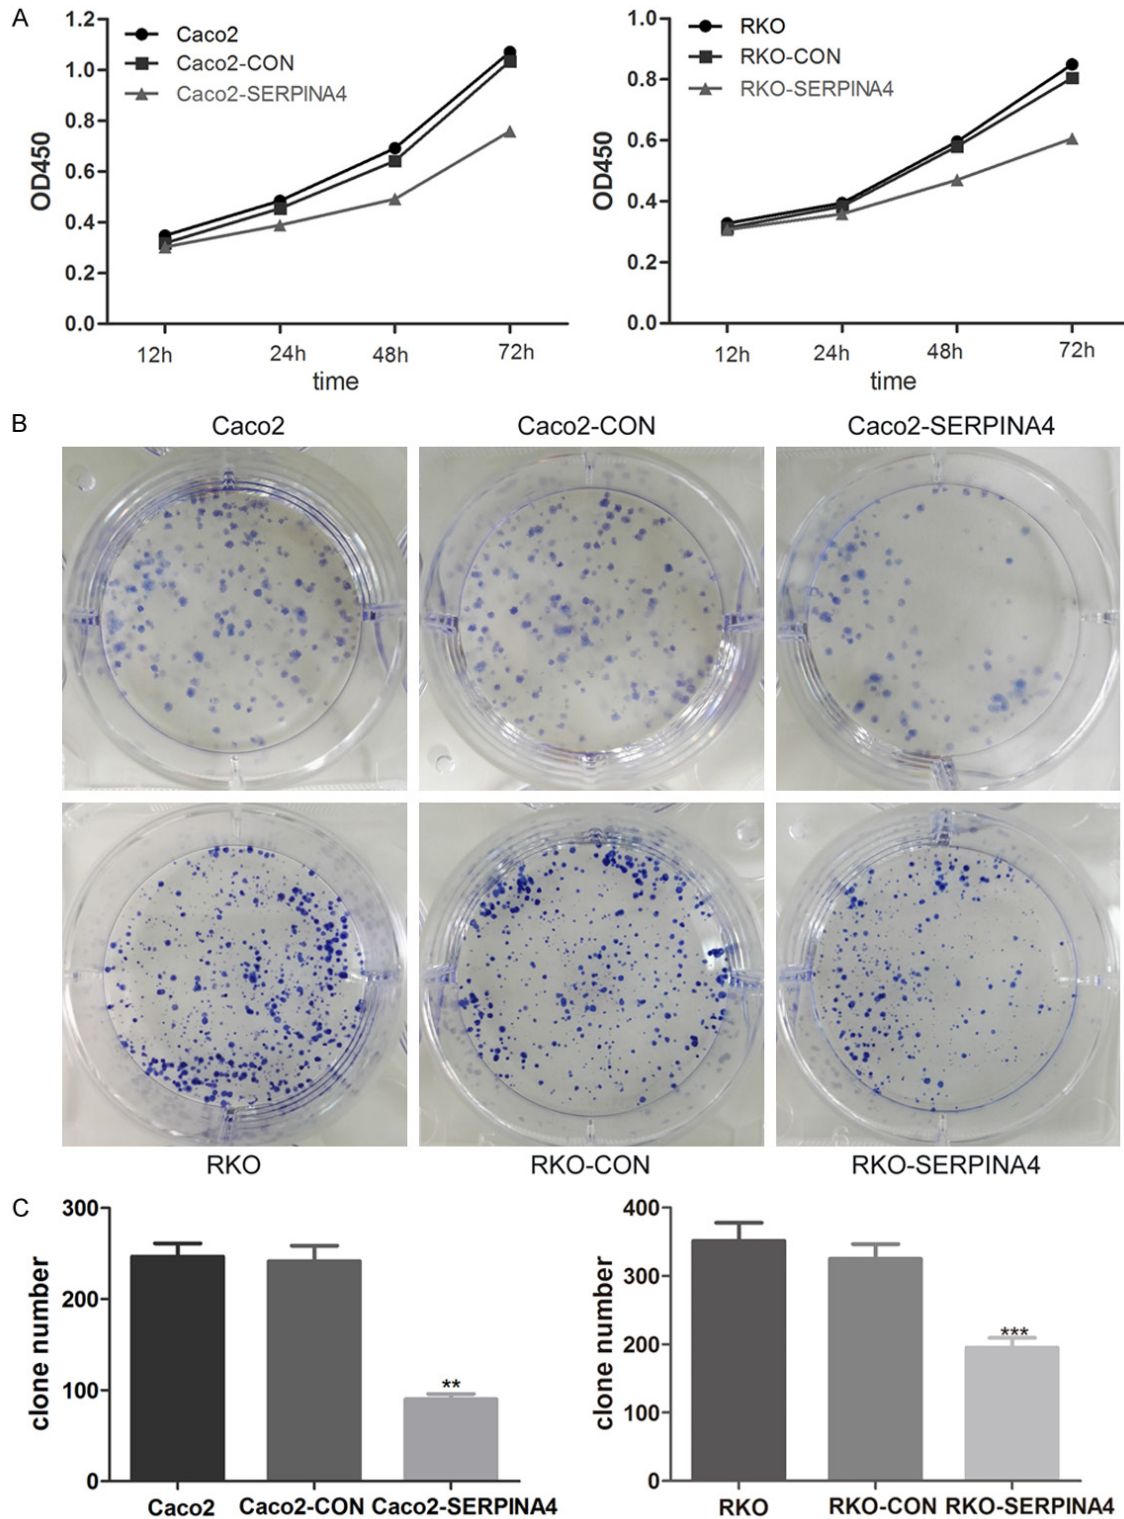 A
1.2
1.0
0.8
0.6
0.4
0.2
0.0
OD450
Caco2
Caco2-CON
Caco2-SERPINA4
12h 24h 48h 72h
time
1.0
0.8
0.6
0.4
0.2
0.0
OD450
RKO
RKO-CON
RKO-SERPINA4
12h 24h 48h 72h
time
B
Caco2 Caco2-CON Caco2-SERPINA4
RKO RKO-CON RKO-SERPINA4
C
300
200
100
0
clone number
**
Caco2 Caco2-CON Caco2-SERPINA4
400
300
200
100
0
clone number
***
RKO RKO-CON RKO-SERPINA4